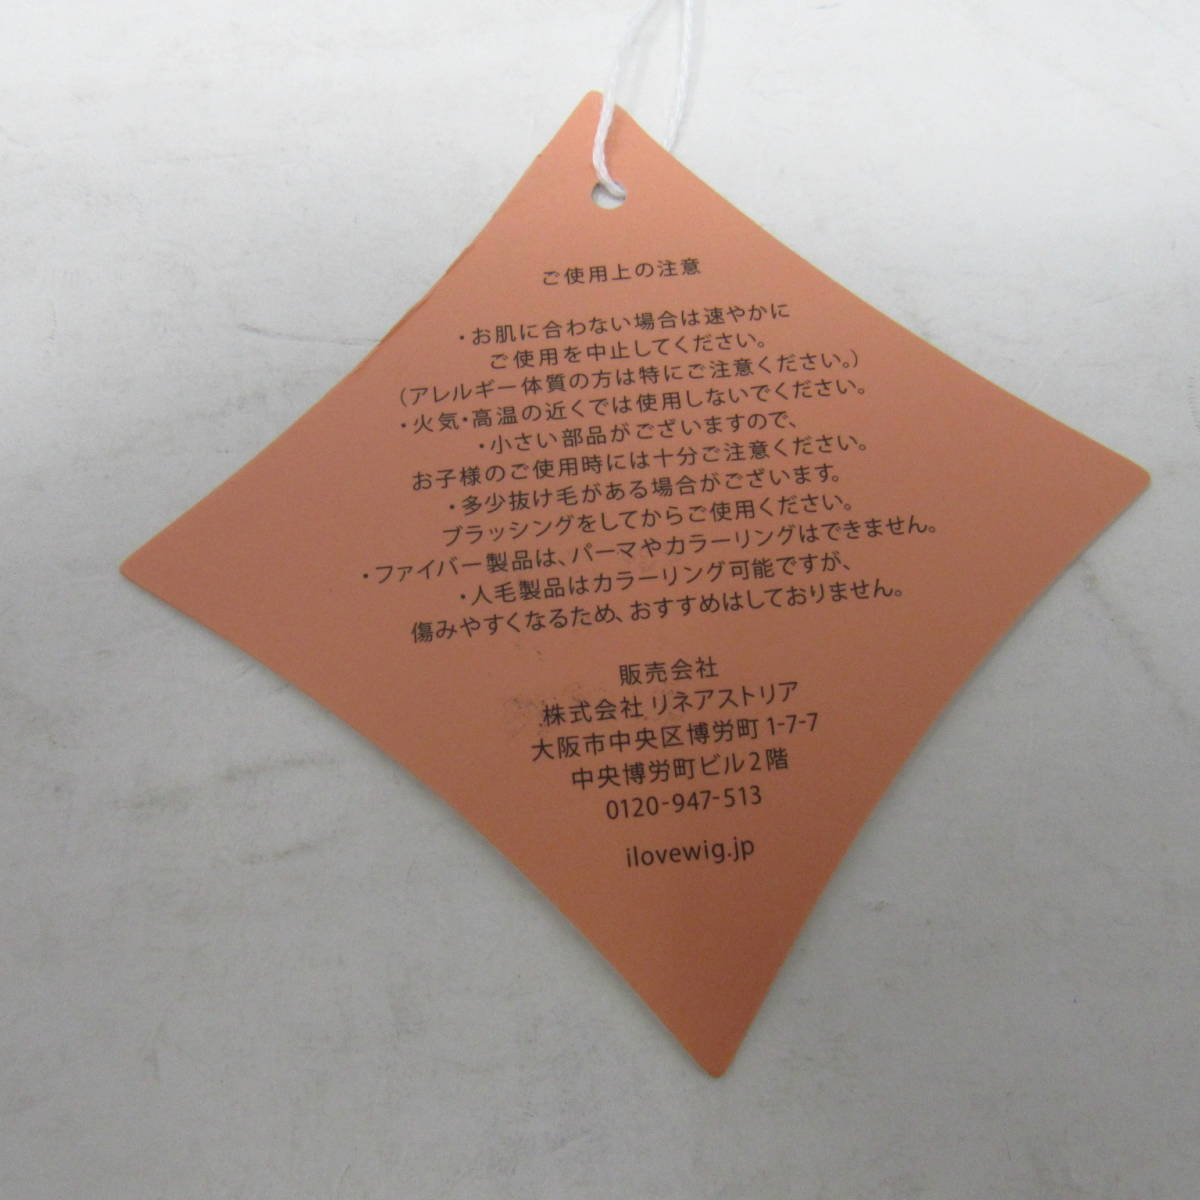 ご使用上の注意
・お肌に合わない場合は速やかに
ご使用を中止してください。
（アレルギー体質の方は特にご注意ください。）
・火気・高温の近くでは使用しないでください。
・小さい部品がございますので、
お子様のご使用時には十分ご注意ください。
・多少抜け毛がある場合がございます。
ブラッシングをしてからご使用ください。
・ファイバー製品は、パーマやカラーリングはできません。
・人毛製品はカラーリング可能ですが、
傷みやすくなるため、おすすめはしておりません。
販売会社
株式会社 リネアストリア
大阪市中央区博労町 1-7-7
中央博労町ビル 2 階
0120-947-513
ilovewig.jp